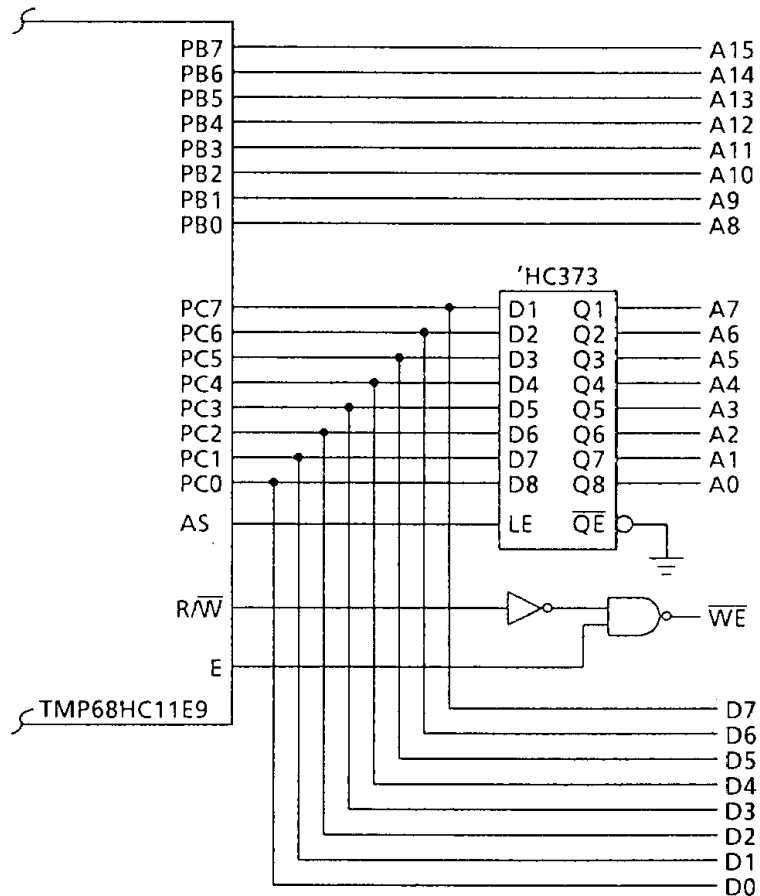 PB7 A15
PB6 A14
PB5 A13
PB4 A12
PB3 A11
PB2 A10
PB1 A9
PB0 A8
'HC373
PC7 D1 Q1 A7
PC6 D2 Q2 A6
PC5 D3 Q3 A5
PC4 D4 Q4 A4
PC3 D5 Q5 A3
PC2 D6 Q6 A2
PC1 D7 Q7 A1
PC0 D8 Q8 A0
AS LE Q̅E̅
R/W̅ W̅E̅
E
TMP68HC11E9
D7
D6
D5
D4
D3
D2
D1
D0